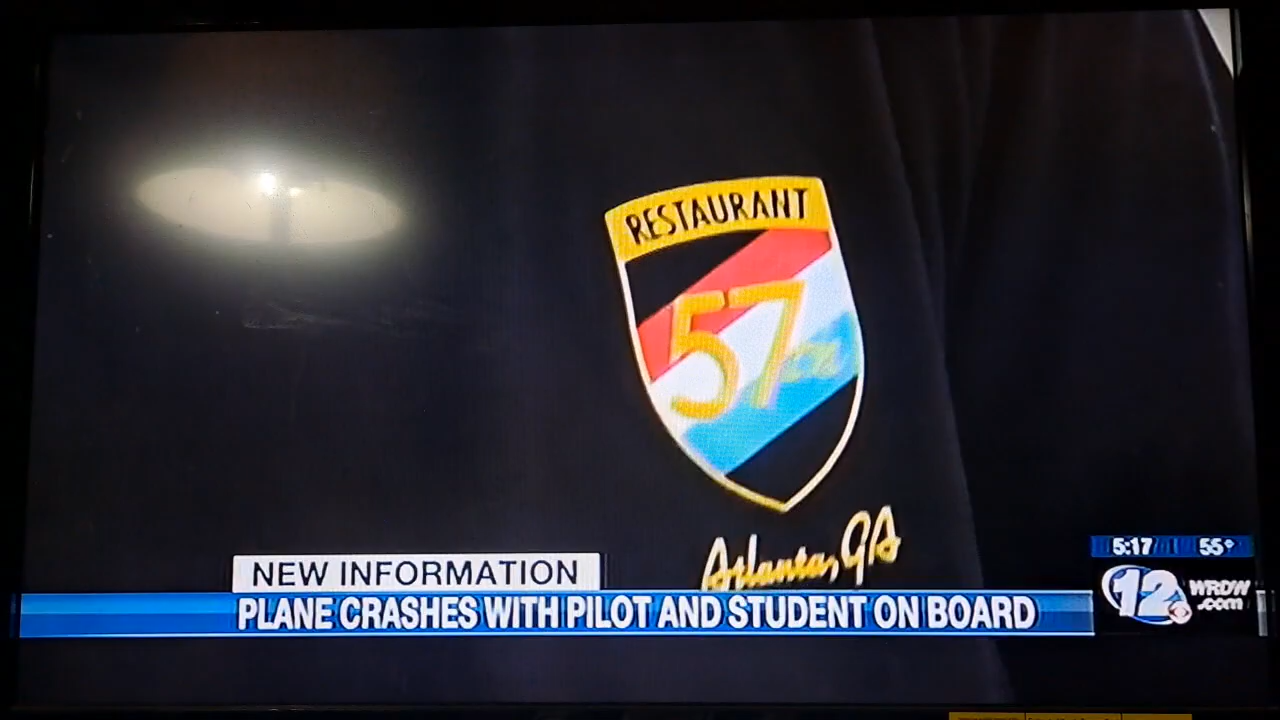 RESTAURANT
57
Atlanta, GA
NEW INFORMATION
PLANE CRASHES WITH PILOT AND STUDENT ON BOARD
5:17 55°
12 WRDW
.com